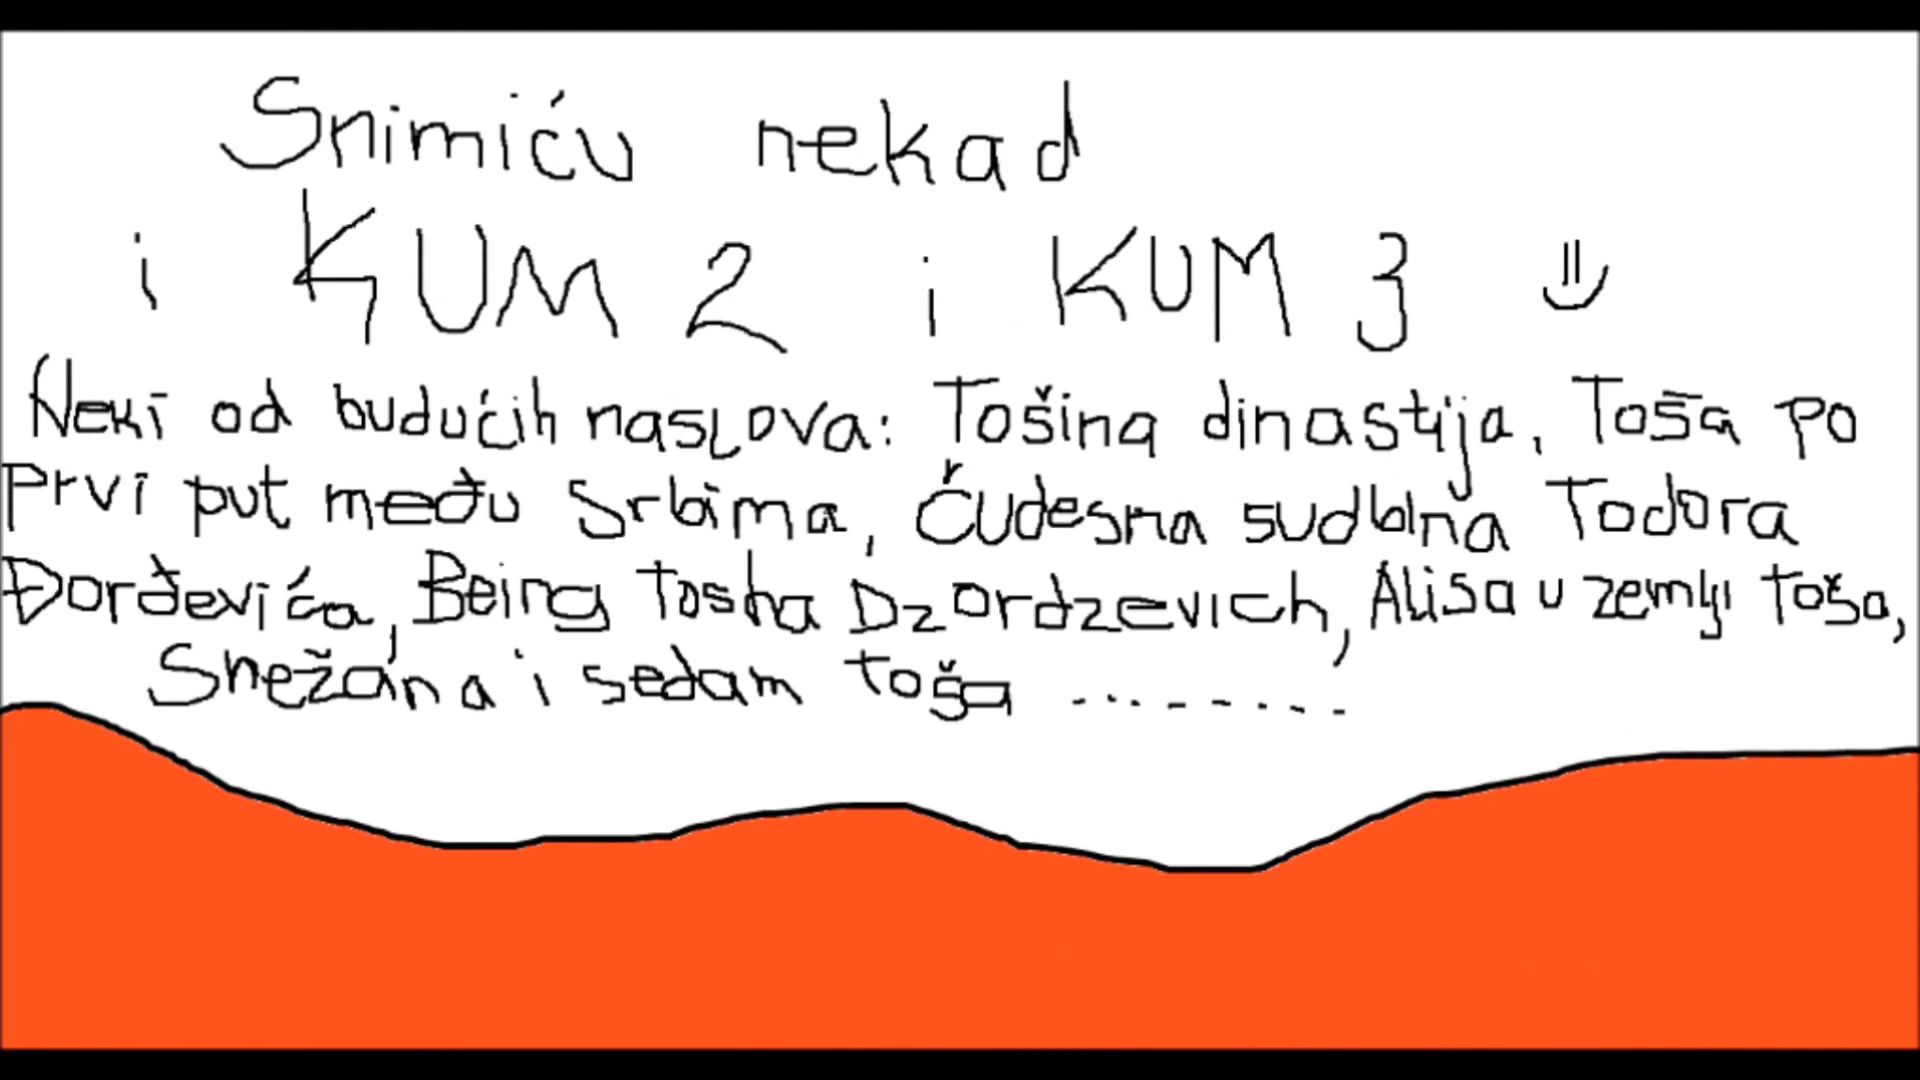 Snimiću nekad
i KUM 2 i KUM 3 =)
Neki od budućih naslova: Tošina dinastija, Toša po
prvi put među Srbima, Čudesna sudbina Todora
Đorđevića, Being Tosha Dzordzevich, Alisa u zemlji toša,
Snežana i sedam toša ........